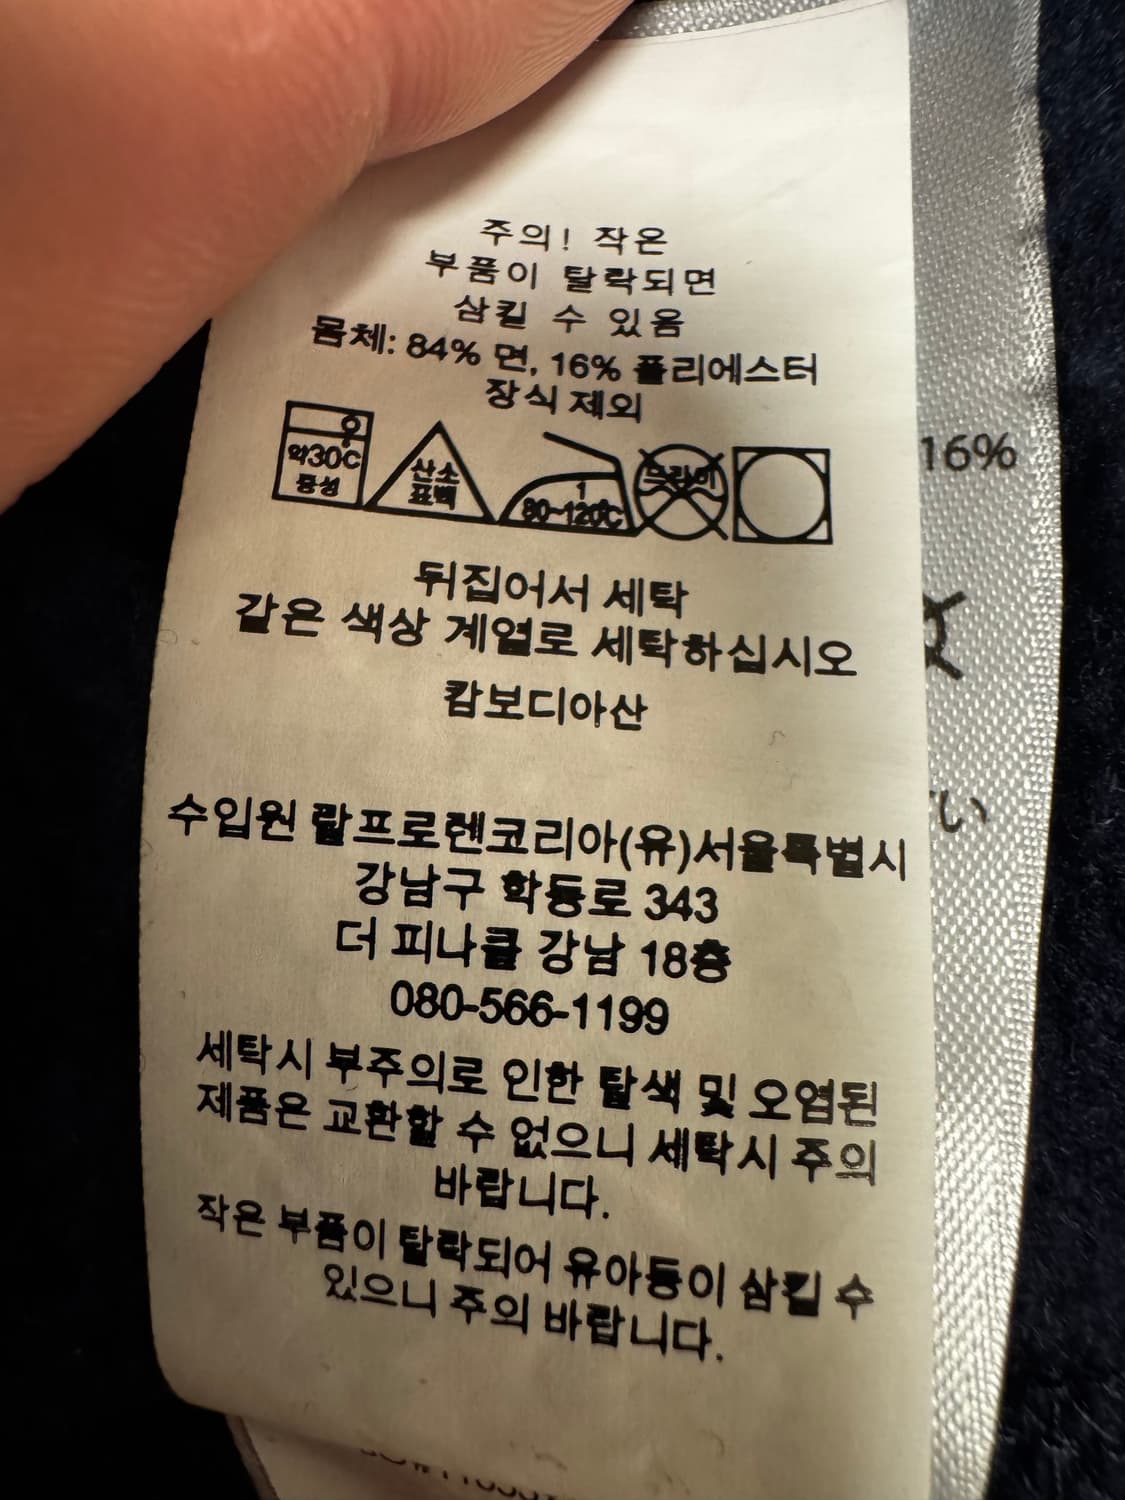 주의! 작은
부품이 탈락되면
삼킬 수 있음
몸체: 84% 면, 16% 폴리에스터
장식 제외
약30℃
중성
산소
표백
1
80~120℃
드라이
뒤집어서 세탁
같은 색상 계열로 세탁하십시오
캄보디아산
수입원 랄프로렌코리아(유)서울특별시
강남구 학동로 343
더 피나클 강남 18층
080-566-1199
세탁시 부주의로 인한 탈색 및 오염된
제품은 교환할 수 없으니 세탁시 주의
바랍니다.
작은 부품이 탈락되어 유아등이 삼킬 수
있으니 주의 바랍니다.
16%
い